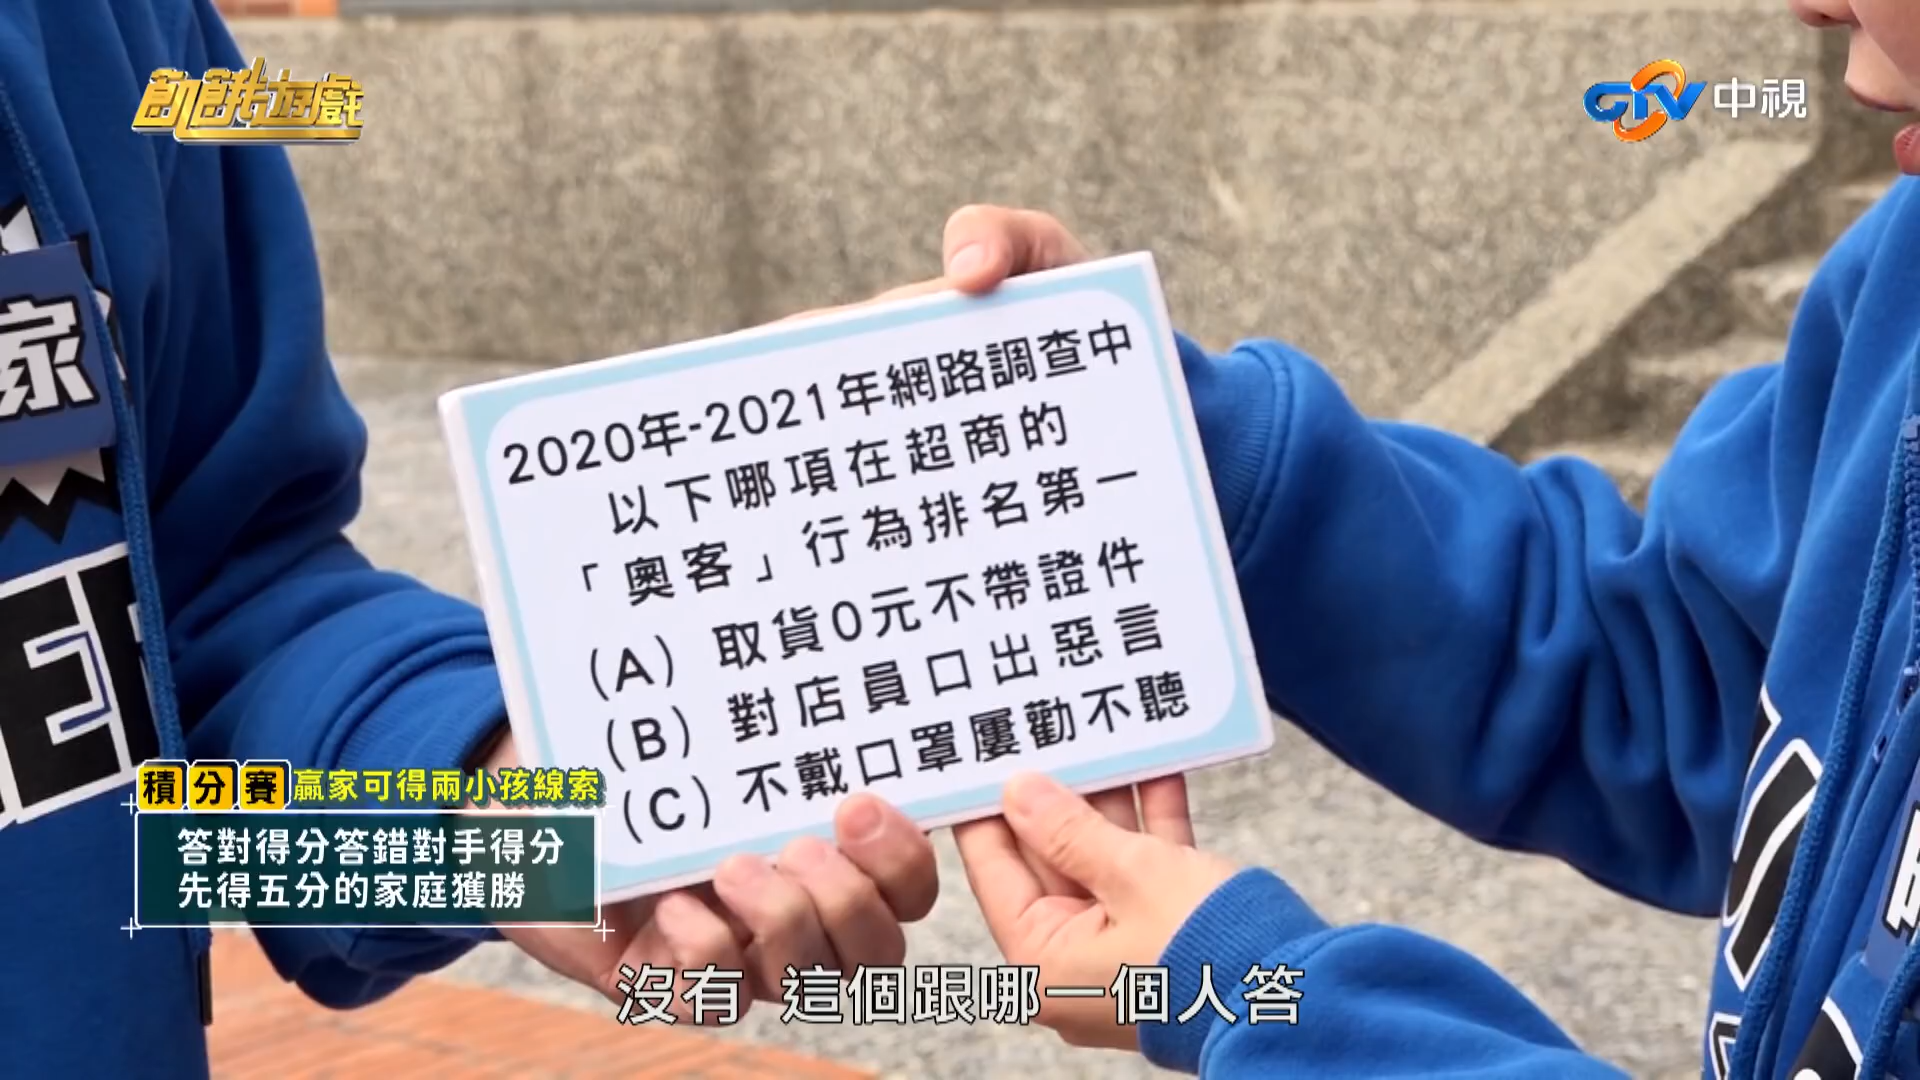 飢餓遊戲
CTV中視
家
2020年-2021年網路調查中
以下哪項在超商的
「奧客」行為排名第一
(A) 取貨0元不帶證件
(B) 對店員口出惡言
(C) 不戴口罩屢勸不聽
積分賽 贏家可得兩小孩線索
答對得分答錯對手得分
先得五分的家庭獲勝
沒有 這個跟哪一個人答